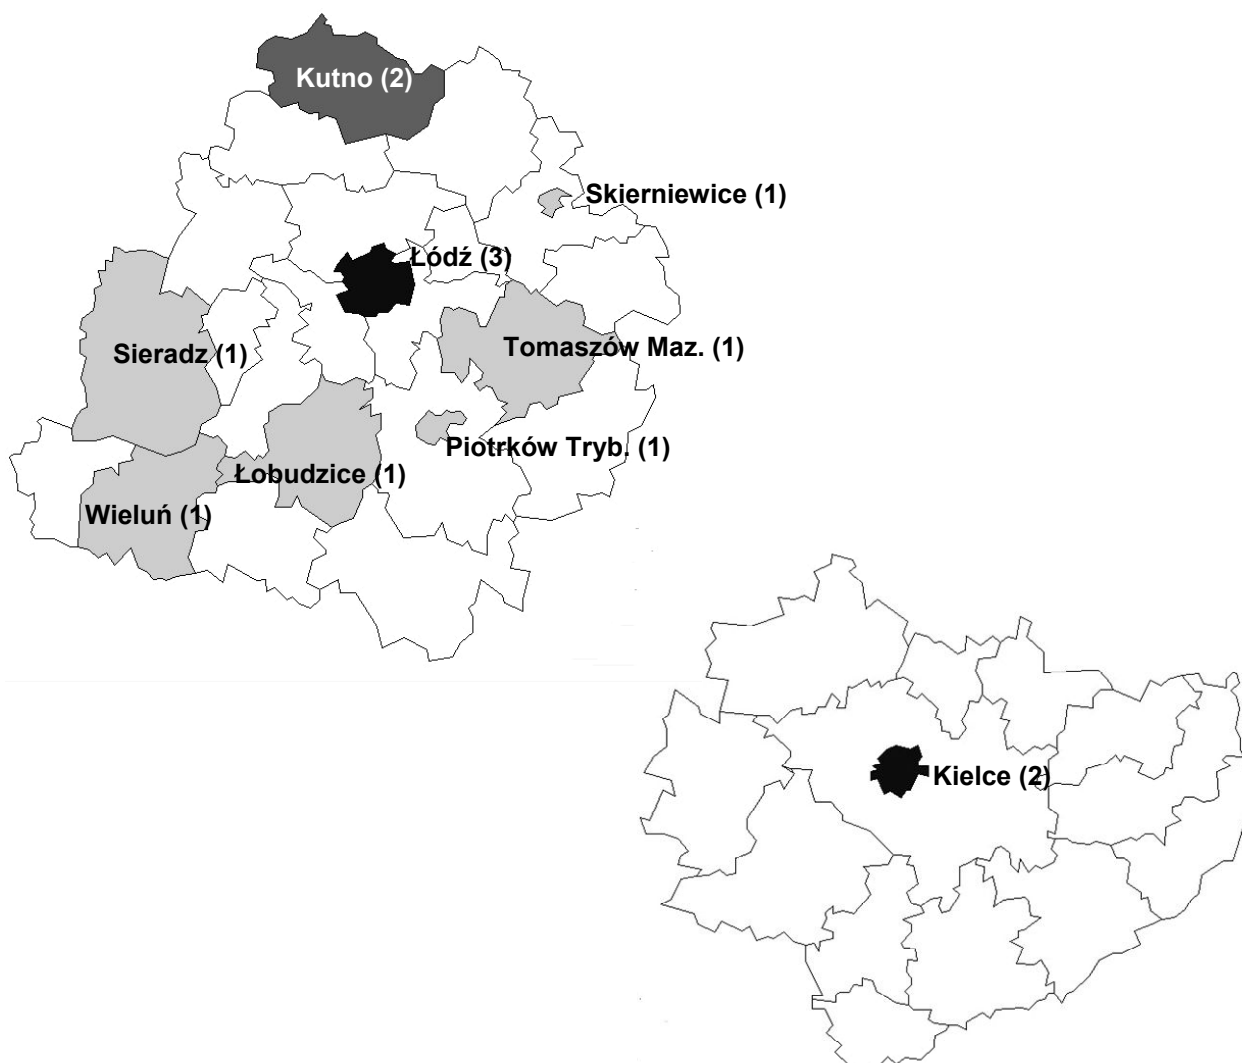 Kutno (2)
Skierniewice (1)
Łódź (3)
Sieradz (1)
Tomaszów Maz. (1)
Piotrków Tryb. (1)
Łobudzice (1)
Wieluń (1)
Kielce (2)